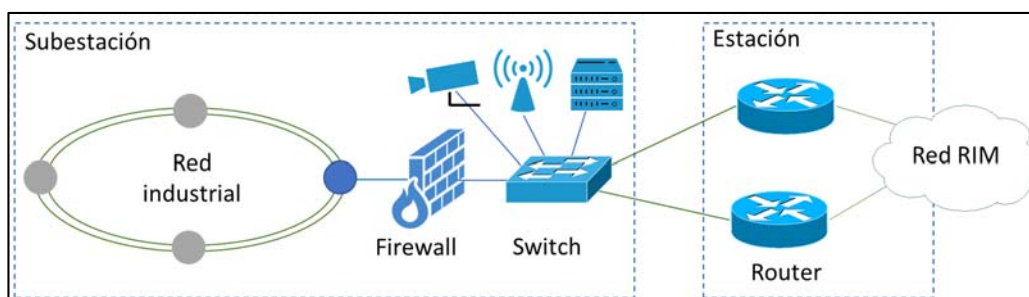 Subestación
Estación
Red
industrial
Red RIM
Firewall
Switch
Router